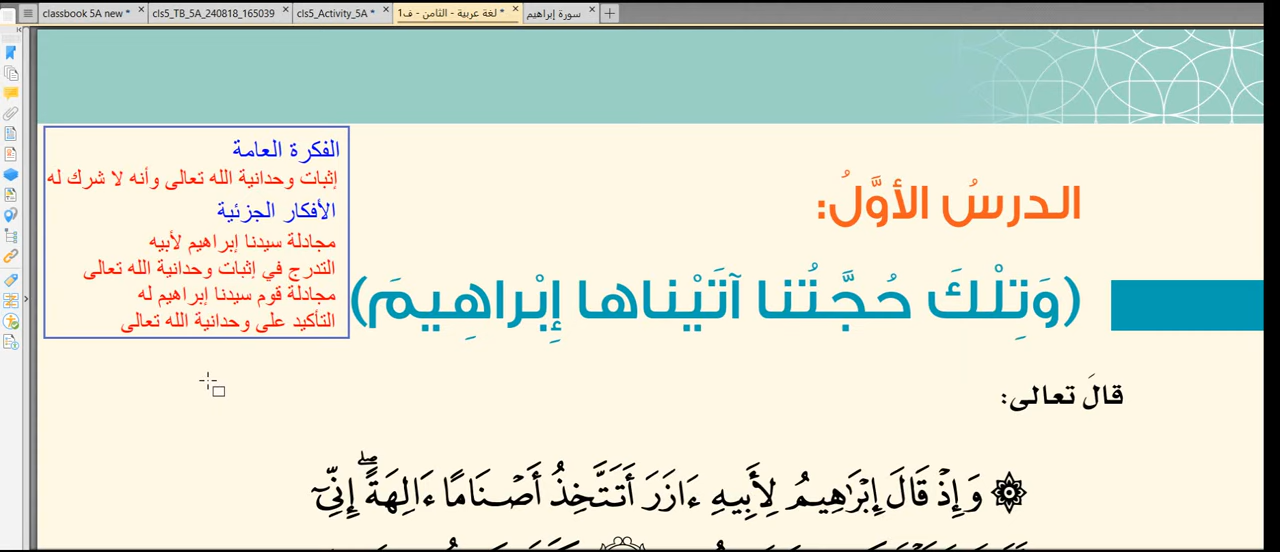 classbook 5A new *
cls5_TB_5A_240818_165039
cls5_Activity_5A *
لغة عربية - الثامن - ف1 *
سورة إبراهيم
الفكرة العامة
إثبات وحدانية الله تعالى وأنه لا شرك له
الأفكار الجزئية
مجادلة سيدنا إبراهيم لأبيه
التدرج في إثبات وحدانية الله تعالى
مجادلة قوم سيدنا إبراهيم له
التأكيد على وحدانية الله تعالى
الدرسُ الأوَّلُ:
(وَتِلْكَ حُجَّتُنا آتَيْناها إِبْراهِيمَ)
قالَ تعالى:
۞ وَإِذْ قَالَ إِبْرَٰهِيمُ لِأَبِيهِ ءَازَرَ أَتَتَّخِذُ أَصْنَامًا ءَالِهَةً ۖ إِنِّىٓ